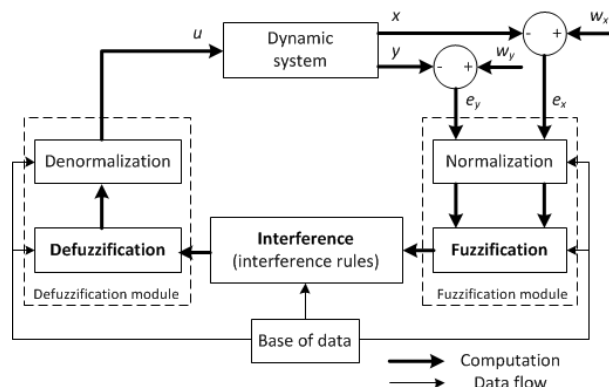 x
w_x
u
Dynamic
system
- +
y
w_y
- +
e_y
e_x
Denormalization
Normalization
Defuzzification
Interference
(interference rules)
Fuzzification
Defuzzification module
Fuzzification module
Base of data
Computation
Data flow